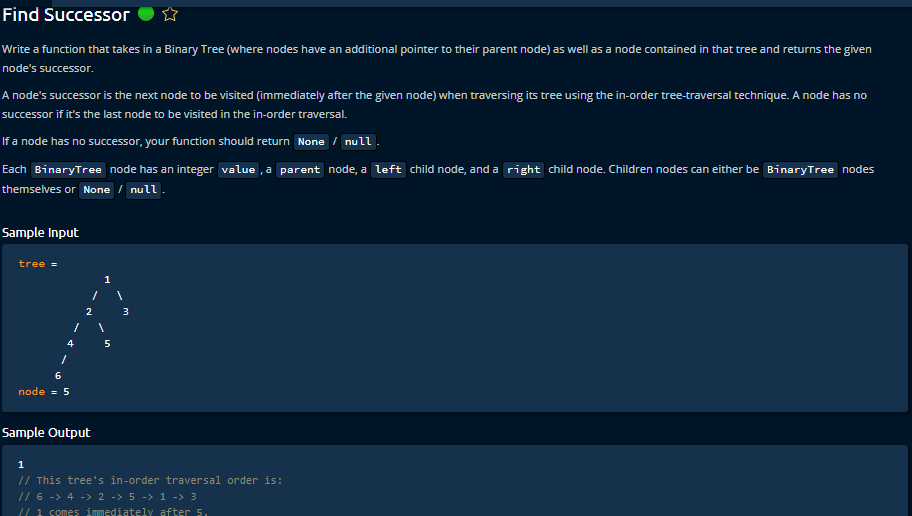 Find Successor
Write a function that takes in a Binary Tree (where nodes have an additional pointer to their parent node) as well as a node contained in that tree and returns the given
node's successor.
A node's successor is the next node to be visited (immediately after the given node) when traversing its tree using the in-order tree-traversal technique. A node has no
successor if it's the last node to be visited in the in-order traversal.
If a node has no successor, your function should return None / null .
Each BinaryTree node has an integer value , a parent node, a left child node, and a right child node. Children nodes can either be BinaryTree nodes
themselves or None / null .
Sample Input
tree =
1
/ \
2 3
/ \
4 5
/
6
node = 5
Sample Output
1
// This tree's in-order traversal order is:
// 6 -> 4 -> 2 -> 5 -> 1 -> 3
// 1 comes immediately after 5.